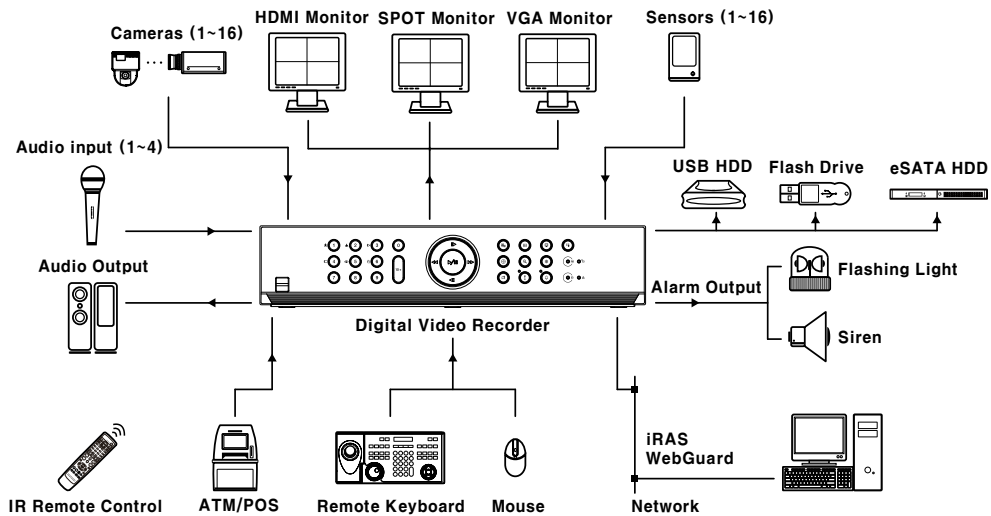 HDMI Monitor
SPOT Monitor
VGA Monitor
Sensors (1~16)
Cameras (1~16)
Audio input (1~4)
USB HDD
Flash Drive
eSATA HDD
Audio Output
Alarm Output
Flashing Light
Digital Video Recorder
Siren
iRAS
WebGuard
IR Remote Control
ATM/POS
Remote Keyboard
Mouse
Network